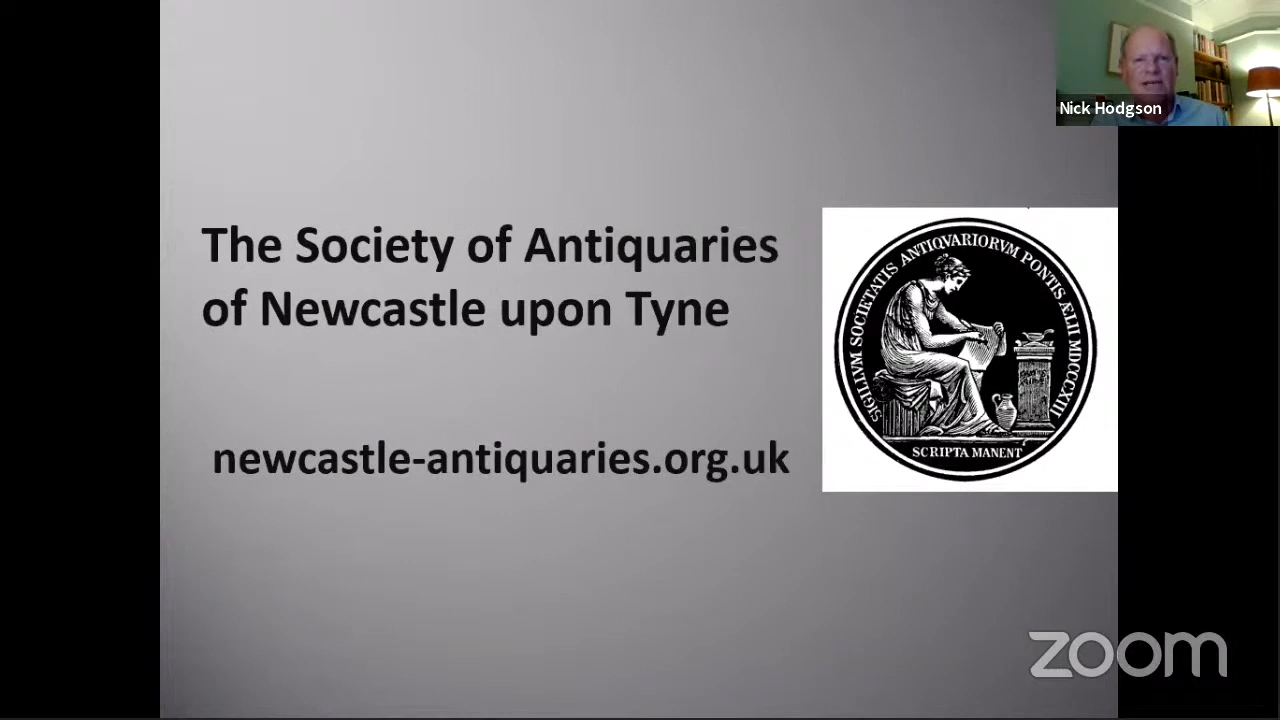 Nick Hodgson
The Society of Antiquaries
of Newcastle upon Tyne
newcastle-antiquaries.org.uk
SIGILLVM SOCIETATIS ANTIQVARIORVM PONTIS ÆLII MDCCCXIII
SCRIPTA MANENT
zoom